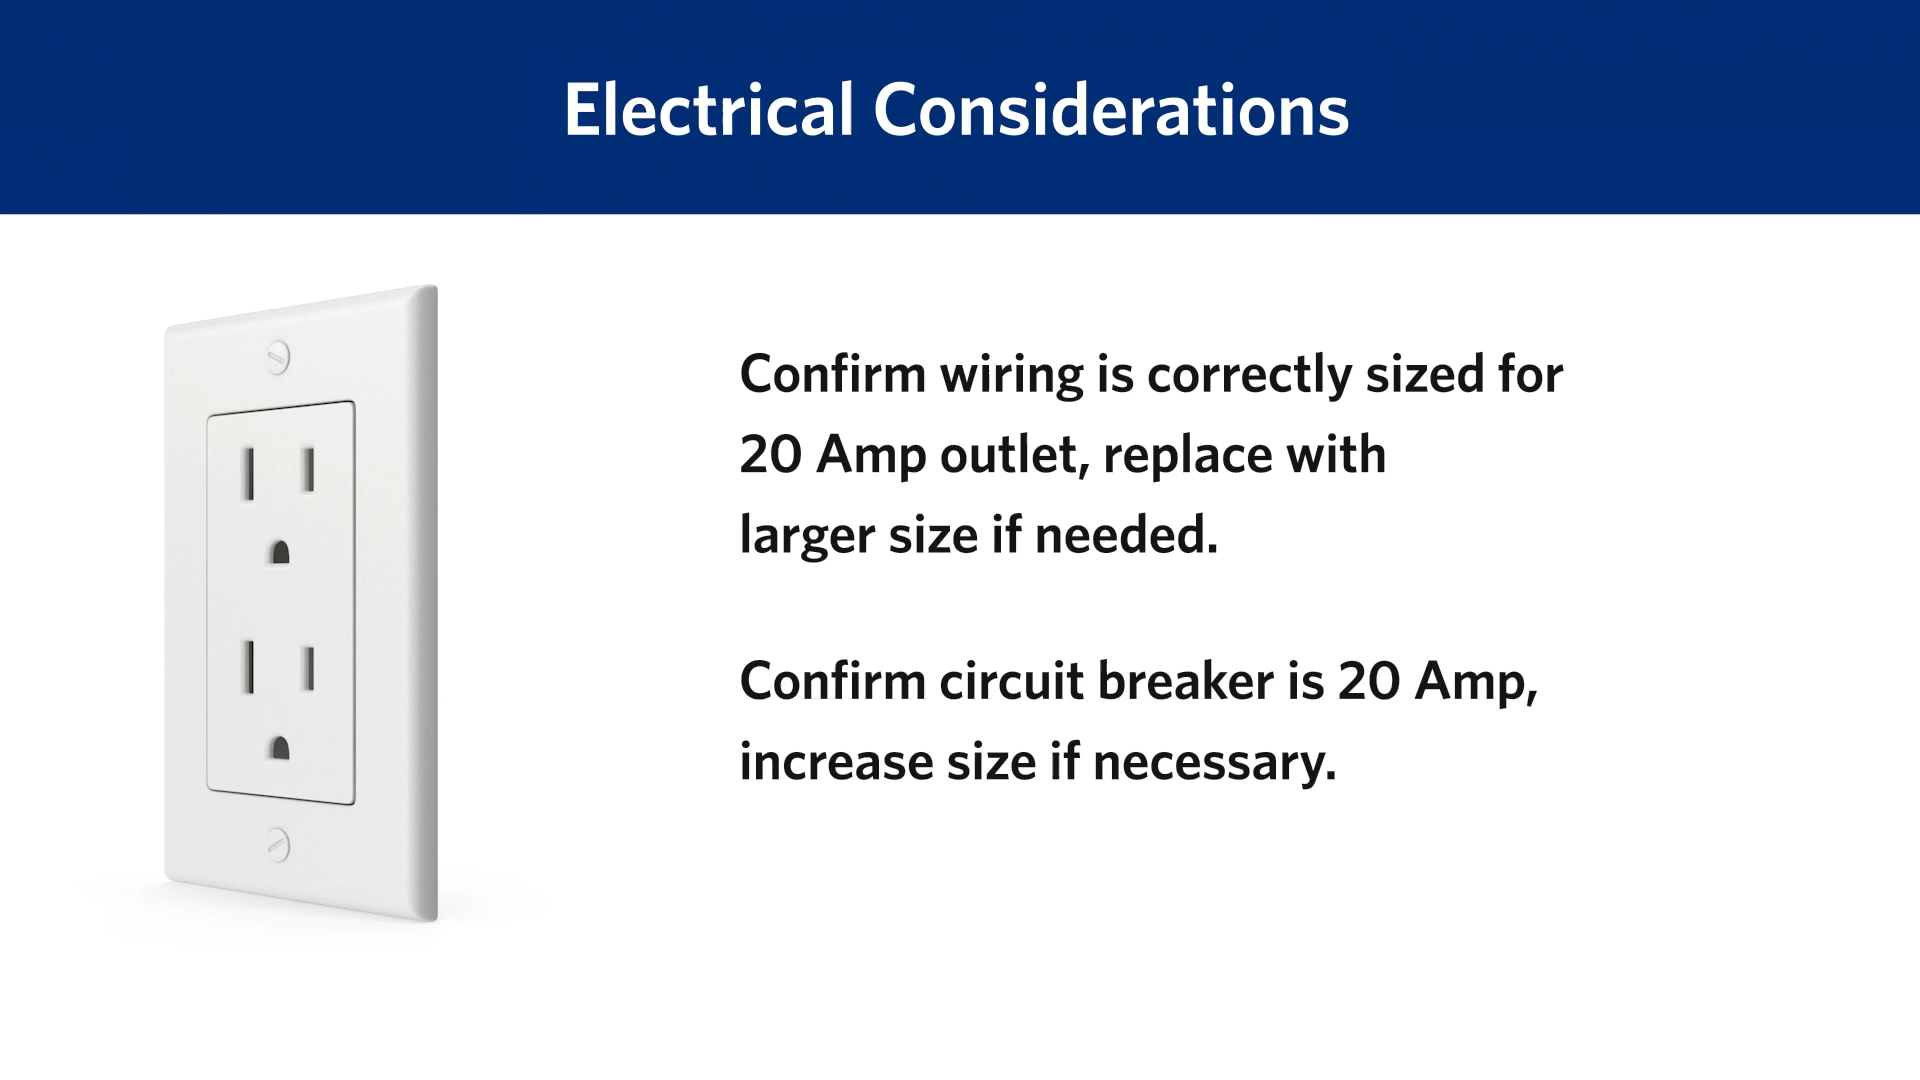 Electrical Considerations
Confirm wiring is correctly sized for
20 Amp outlet, replace with
larger size if needed.
Confirm circuit breaker is 20 Amp,
increase size if necessary.